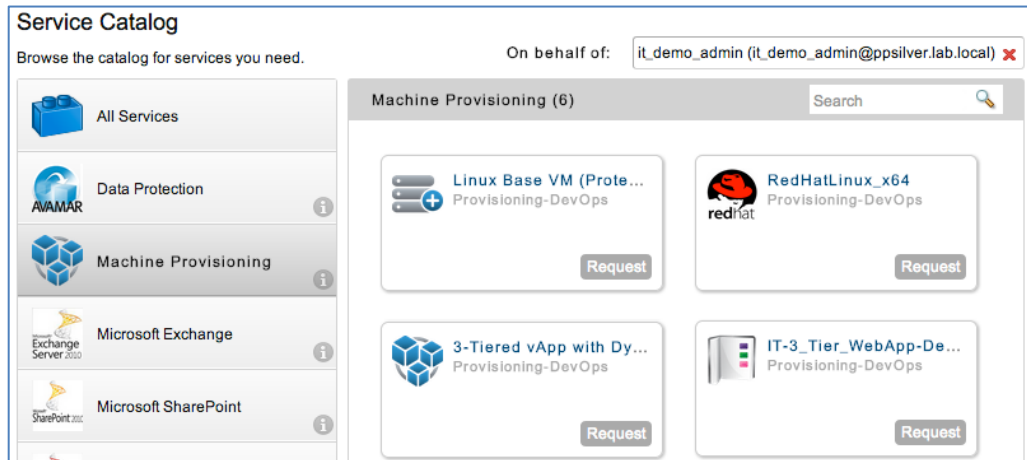 Service Catalog
Browse the catalog for services you need.
On behalf of:
it_demo_admin (it_demo_admin@ppsilver.lab.local)
All Services
AVAMAR
Data Protection
Machine Provisioning
Exchange
Server 2010
Microsoft Exchange
SharePoint 2010
Microsoft SharePoint
Machine Provisioning (6)
Search
Linux Base VM (Prote...
Provisioning-DevOps
Request
redhat
RedHatLinux_x64
Provisioning-DevOps
Request
3-Tiered vApp with Dy...
Provisioning-DevOps
Request
IT-3_Tier_WebApp-De...
Provisioning-DevOps
Request